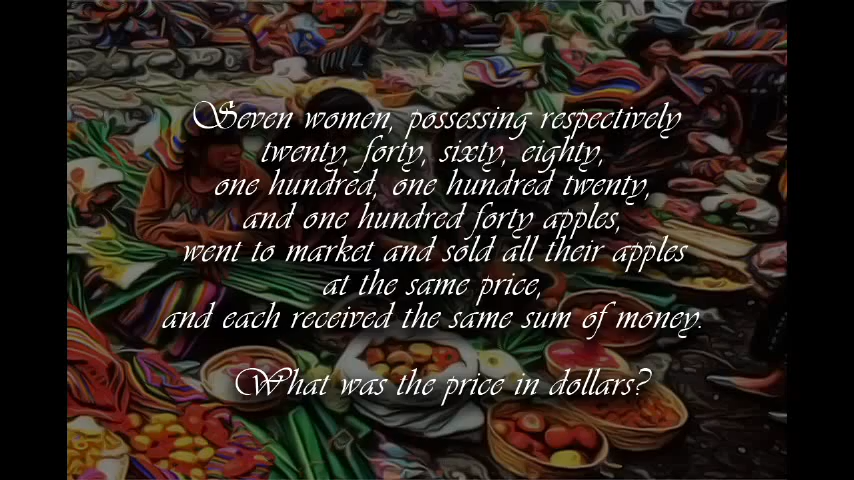 Seven women, possessing respectively
twenty, forty, sixty, eighty,
one hundred, one hundred twenty,
and one hundred forty apples,
went to market and sold all their apples
at the same price,
and each received the same sum of money.
What was the price in dollars?